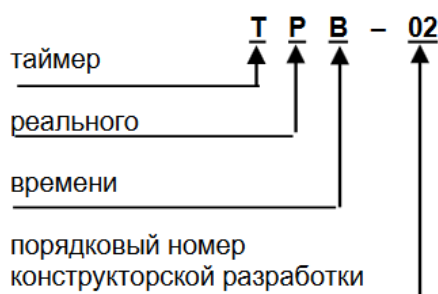 Т Р В – 02
таймер
реального
времени
порядковый номер
конструкторской разработки